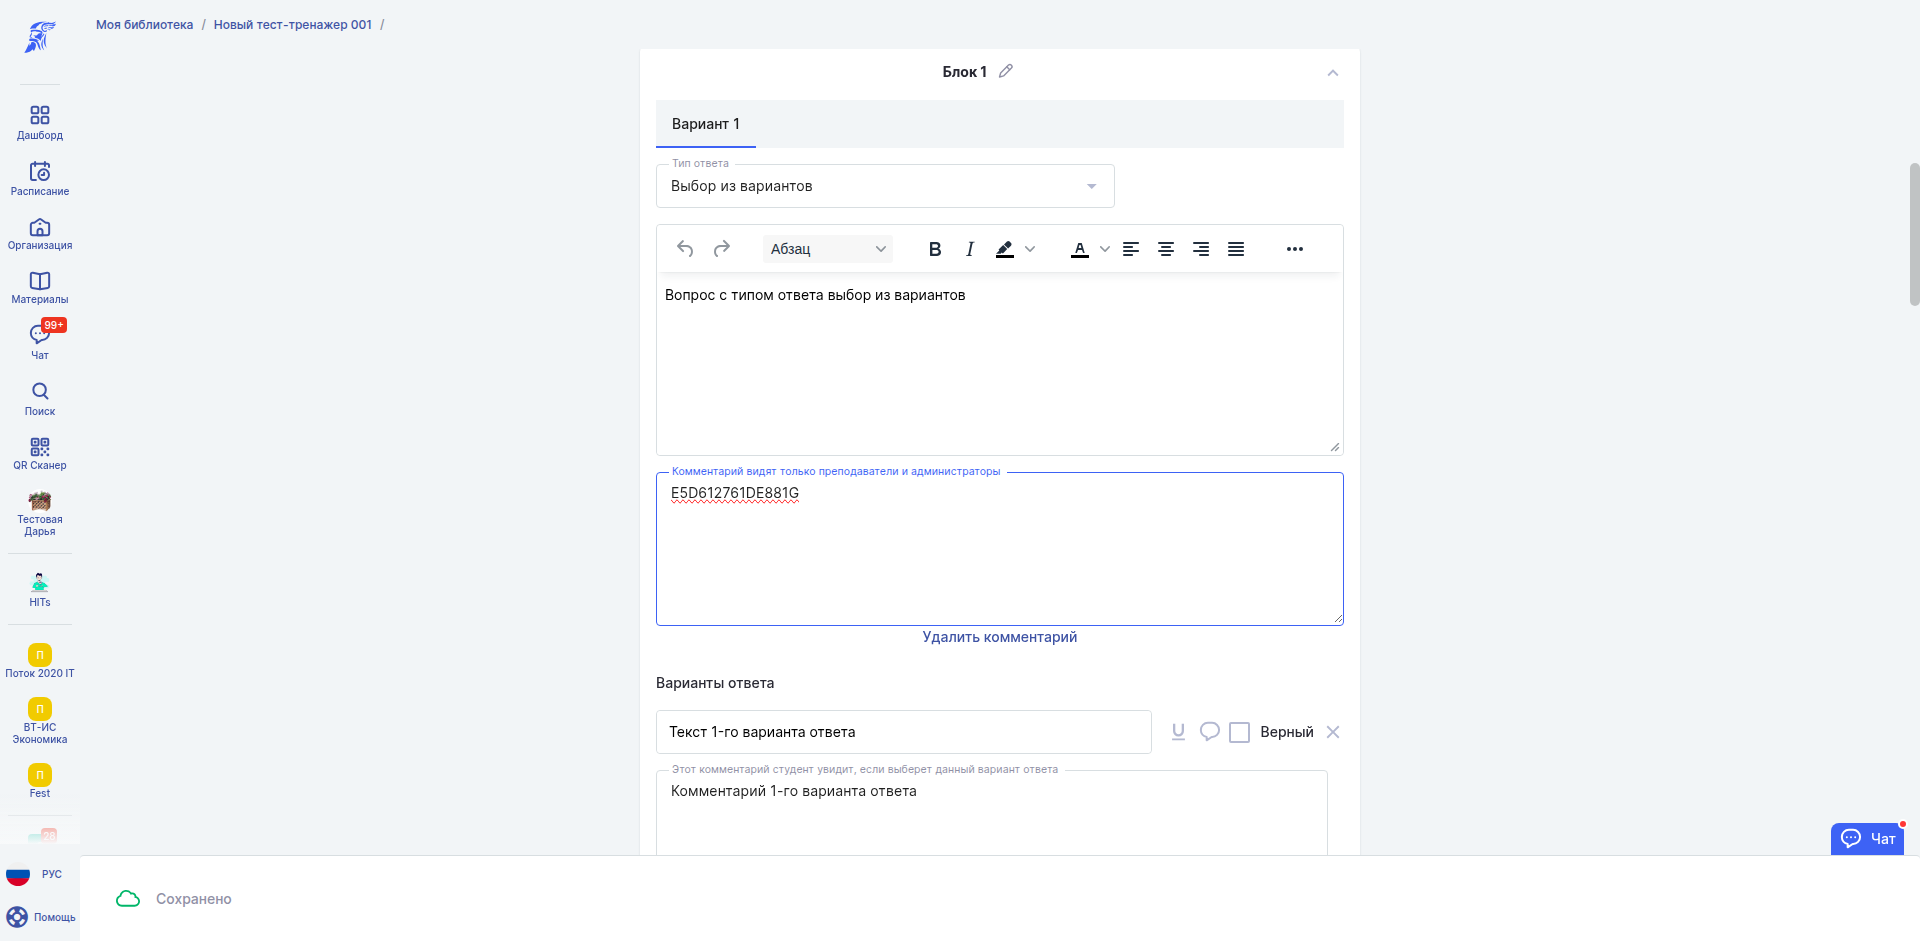 Моя библиотека / Новый тест-тренажер 001 /
Дашборд
Расписание
Организация
Материалы
99+
Чат
Поиск
QR Сканер
Тестовая
Дарья
HITs
П
Поток 2020 IT
П
ВТ-ИС
Экономика
П
Fest
28
РУС
Помощь
Блок 1
Вариант 1
Тип ответа
Выбор из вариантов
Абзац
B I A
Вопрос с типом ответа выбор из вариантов
Комментарий видят только преподаватели и администраторы
E5D612761DE881G
Удалить комментарий
Варианты ответа
Текст 1-го варианта ответа
U
Верный
Этот комментарий студент увидит, если выберет данный вариант ответа
Комментарий 1-го варианта ответа
Чат
Сохранено